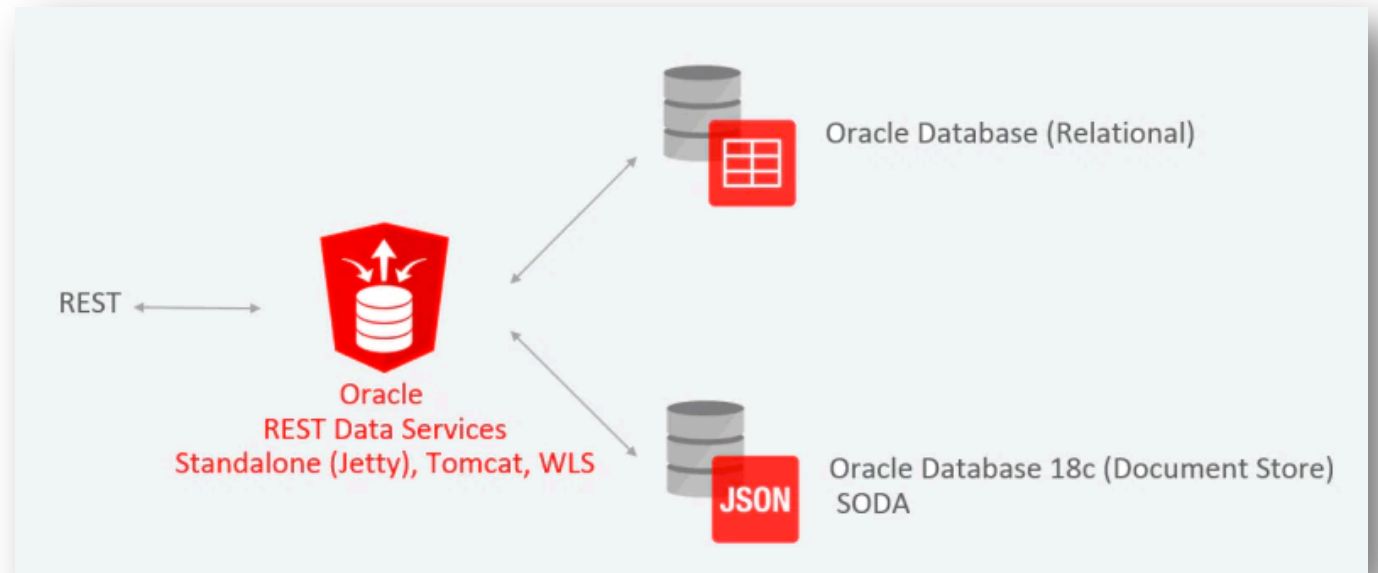 Oracle Database (Relational)
REST
Oracle
REST Data Services
Standalone (Jetty), Tomcat, WLS
Oracle Database 18c (Document Store)
SODA
JSON